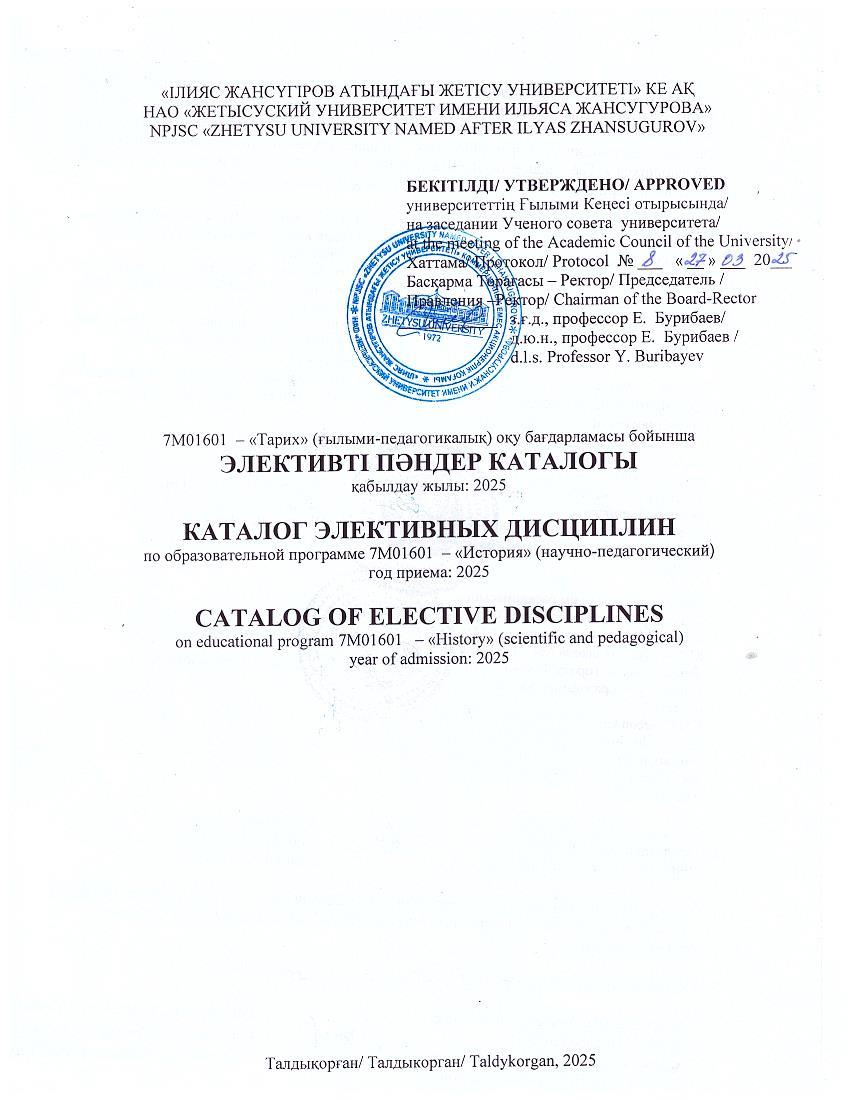 «ІЛИЯС ЖАНСҮГІРОВ АТЫНДАҒЫ ЖЕТІСУ УНИВЕРСИТЕТІ» КЕ АҚ
НАО «ЖЕТЫСУСКИЙ УНИВЕРСИТЕТ ИМЕНИ ИЛЬЯСА ЖАНСУГУРОВА»
NPJSC «ZHETYSU UNIVERSITY NAMED AFTER ILYAS ZHANSUGUROV»
БЕКІТІЛДІ/ УТВЕРЖДЕНО/ APPROVED
университеттің Ғылыми Кеңесі отырысында/
на заседании Ученого совета университета/
at the meeting of the Academic Council of the University/
Хаттама/ Протокол/ Protocol № 8 «27» 03 2025
Басқарма Төрағасы – Ректор/ Председатель /
Правления - Ректор/ Chairman of the Board-Rector
з.ғ.д., профессор Е. Бурибаев/
д.ю.н., профессор Е. Бурибаев /
d.l.s. Professor Y. Buribayev
ZHETYSU UNIVERSITY
1972
7М01601 – «Тарих» (ғылыми-педагогикалық) оқу бағдарламасы бойынша
ЭЛЕКТИВТІ ПӘНДЕР КАТАЛОГЫ
қабылдау жылы: 2025
КАТАЛОГ ЭЛЕКТИВНЫХ ДИСЦИПЛИН
по образовательной программе 7М01601 – «История» (научно-педагогический)
год приема: 2025
CATALOG OF ELECTIVE DISCIPLINES
on educational program 7M01601 – «History» (scientific and pedagogical)
year of admission: 2025
Талдықорған/ Талдыкорган/ Taldykorgan, 2025